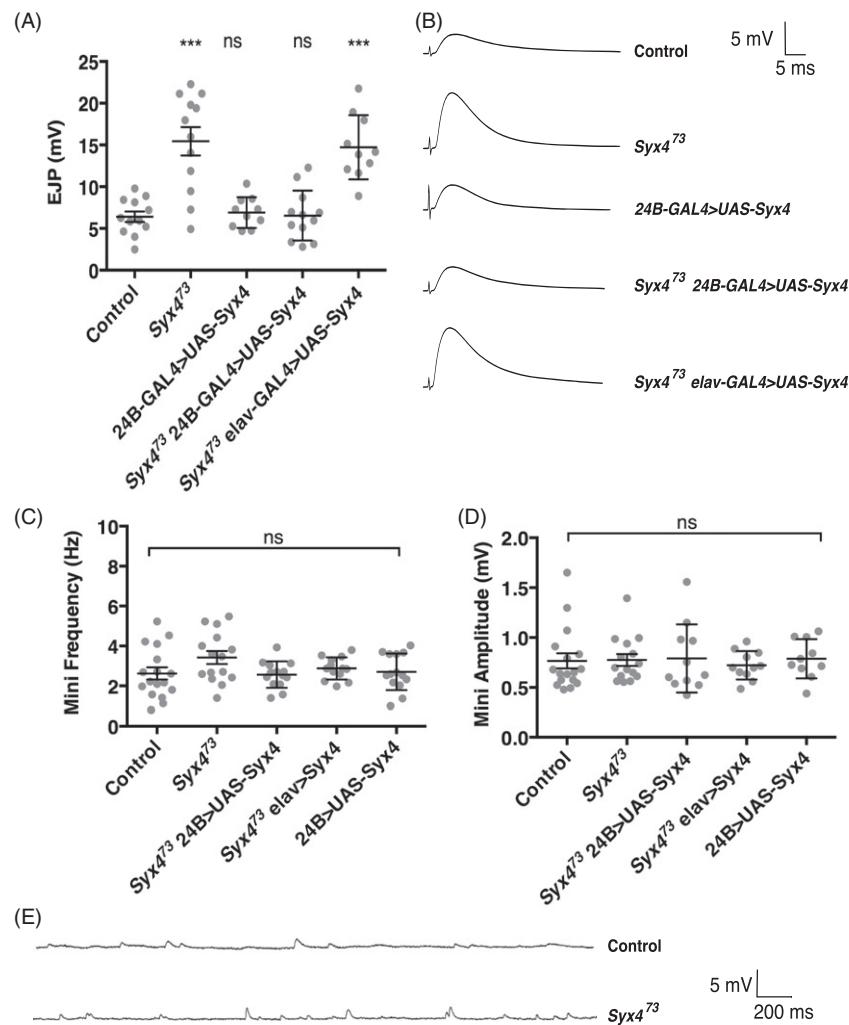 (A)
*** ns ns ***
25
20
15
10
5
0
EJP (mV)
Control
Syx4⁷³
24B-GAL4>UAS-Syx4
Syx4⁷³ 24B-GAL4>UAS-Syx4
Syx4⁷³ elav-GAL4>UAS-Syx4
(B)
Control
5 mV
5 ms
Syx4⁷³
24B-GAL4>UAS-Syx4
Syx4⁷³ 24B-GAL4>UAS-Syx4
Syx4⁷³ elav-GAL4>UAS-Syx4
(C)
ns
10
8
6
4
2
0
Mini Frequency (Hz)
Control
Syx4⁷³
Syx4⁷³ 24B>UAS-Syx4
Syx4⁷³ elav>Syx4
24B>UAS-Syx4
(D)
ns
2.0
1.5
1.0
0.5
0.0
Mini Amplitude (mV)
Control
Syx4⁷³
Syx4⁷³ 24B>UAS-Syx4
Syx4⁷³ elav>Syx4
24B>UAS-Syx4
(E)
Control
Syx4⁷³
5 mV
200 ms